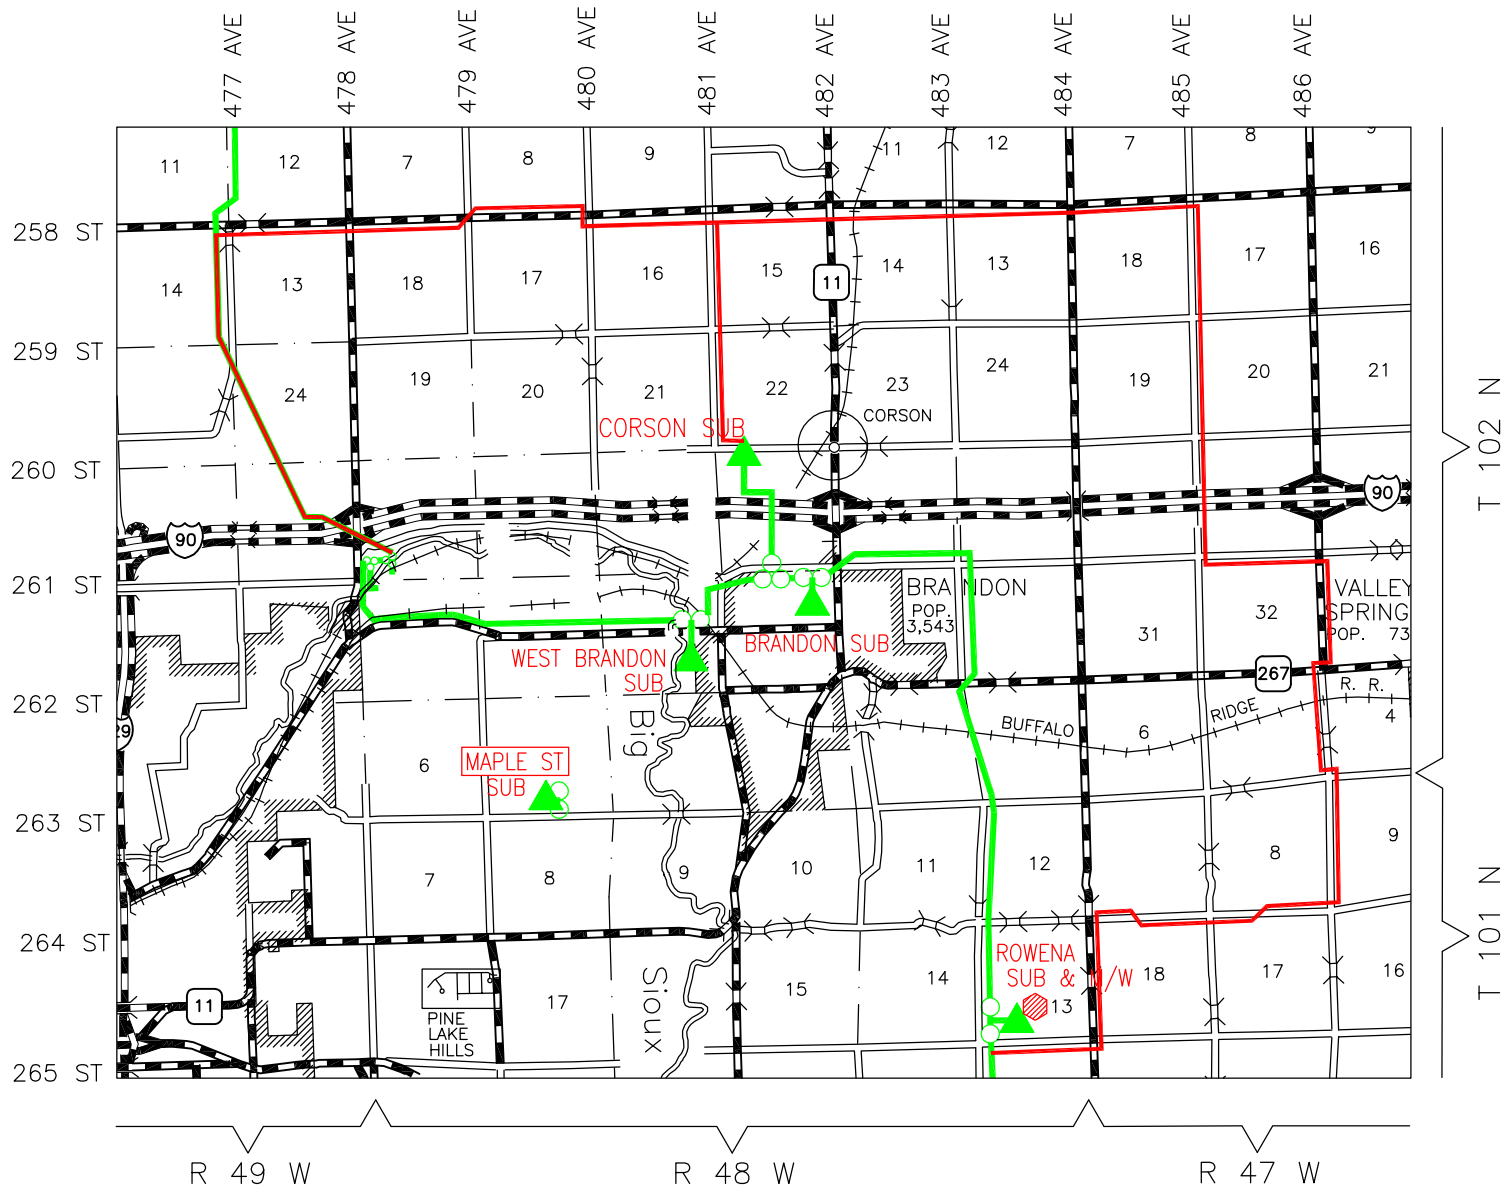 477 AVE
478 AVE
479 AVE
480 AVE
481 AVE
482 AVE
483 AVE
484 AVE
485 AVE
486 AVE
11 12 7 8 9 11 12 7 8 9
258 ST
14 13 18 17 16 15 11 14 13 18 17 16
259 ST
24 19 20 21 22 23 24 19 20 21
CORSON SUB
CORSON
T 102 N
260 ST
90 90
261 ST
BRANDON
POP.
3,543
VALLEY
SPRING
POP. 73
31 32
WEST BRANDON
SUB
BRANDON SUB
267
262 ST
R. R.
Big
BUFFALO RIDGE
29 6 6 4
MAPLE ST
SUB
263 ST
7 8 9 10 11 12 8 9
264 ST
T 101 N
ROWENA
SUB & /W
Sioux
11 17 15 14 13 18 17 16
PINE
LAKE
HILLS
265 ST
R 49 W
R 48 W
R 47 W